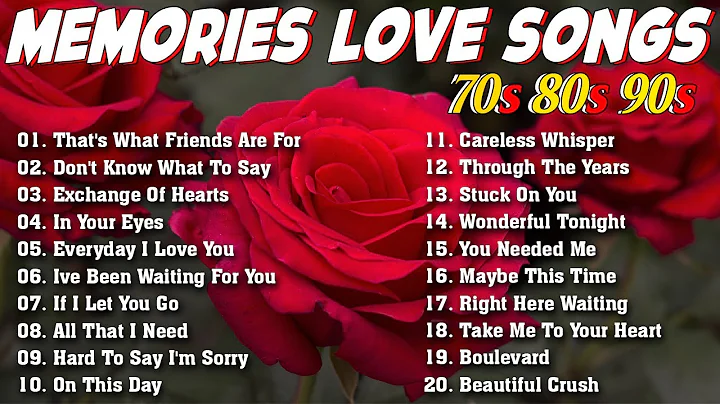 MEMORIES LOVE SONGS
70s 80s 90s
01. That's What Friends Are For
02. Don't Know What To Say
03. Exchange Of Hearts
04. In Your Eyes
05. Everyday I Love You
06. Ive Been Waiting For You
07. If I Let You Go
08. All That I Need
09. Hard To Say I'm Sorry
10. On This Day
11. Careless Whisper
12. Through The Years
13. Stuck On You
14. Wonderful Tonight
15. You Needed Me
16. Maybe This Time
17. Right Here Waiting
18. Take Me To Your Heart
19. Boulevard
20. Beautiful Crush